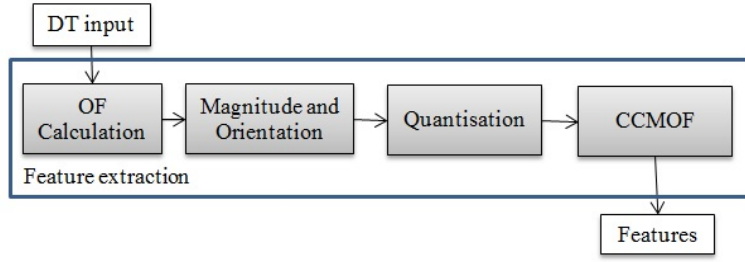 DT input
OF
Calculation
Magnitude and
Orientation
Quantisation
CCMOF
Feature extraction
Features